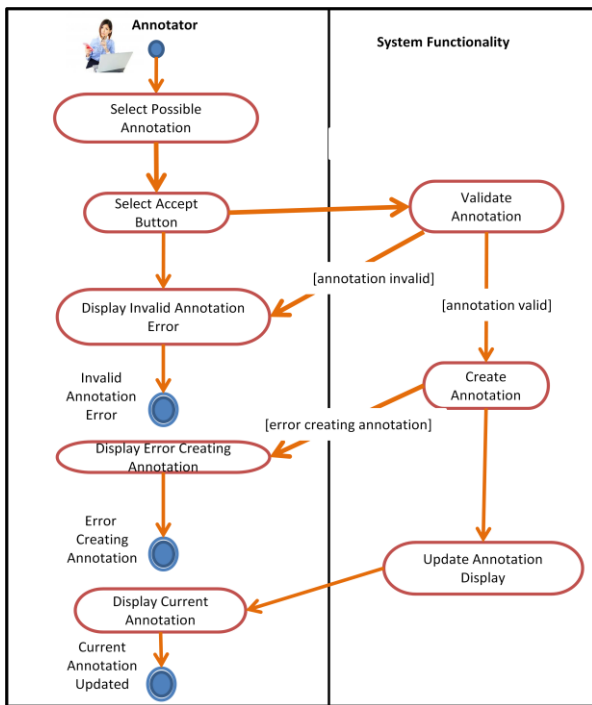 Annotator
System Functionality
Select Possible
Annotation
Select Accept
Button
Validate
Annotation
[annotation invalid]
[annotation valid]
Display Invalid Annotation
Error
Invalid
Annotation
Error
Create
Annotation
[error creating annotation]
Display Error Creating
Annotation
Error
Creating
Annotation
Update Annotation
Display
Display Current
Annotation
Current
Annotation
Updated